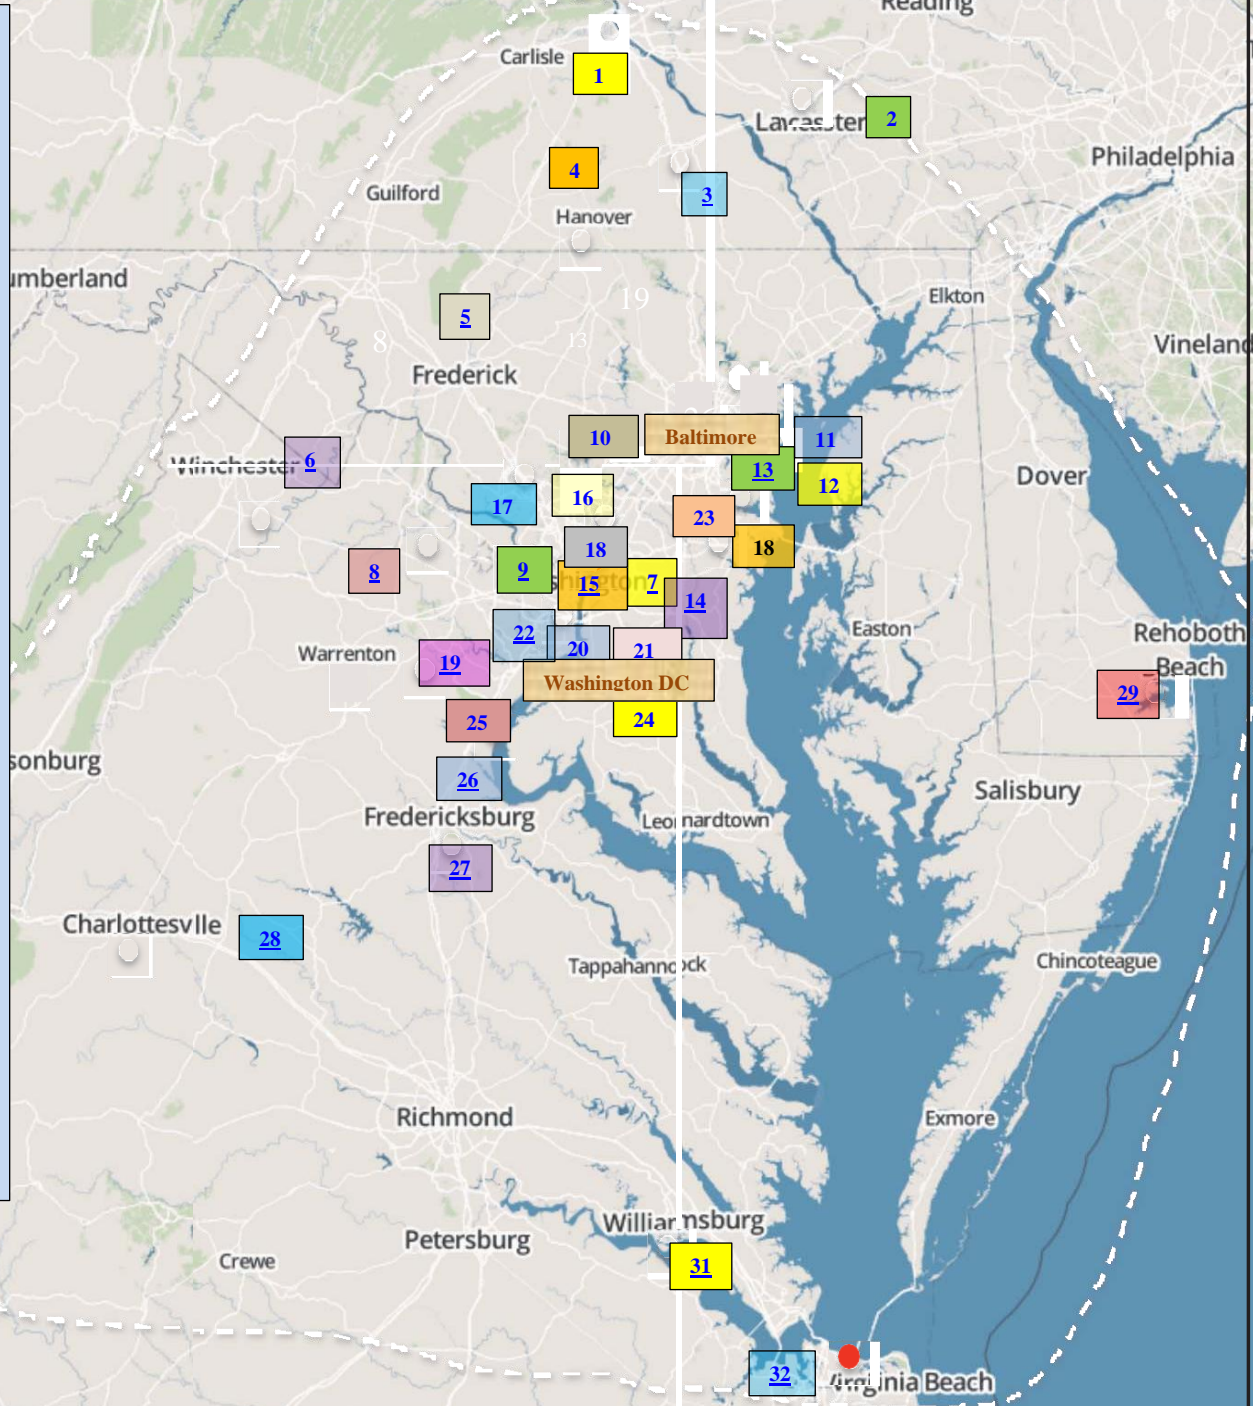 Reading
Carlisle
1
Lancaster
2
Philadelphia
4
Guilford
3
Hanover
umberland
Elkton
19
5
8
13
Vineland
Frederick
10
Baltimore
11
Winchester
6
13
Dover
12
17
16
23
18
18
8
9
15
shington
7
14
22
20
21
Easton
Rehoboth
Beach
Warrenton
19
Washington DC
29
25
24
sonburg
26
Salisbury
Fredericksburg
Leonardtown
27
Charlottesvlle
28
Tappahannock
Chincoteague
Richmond
Exmore
Williamsburg
Petersburg
Crewe
31
32
Virginia Beach